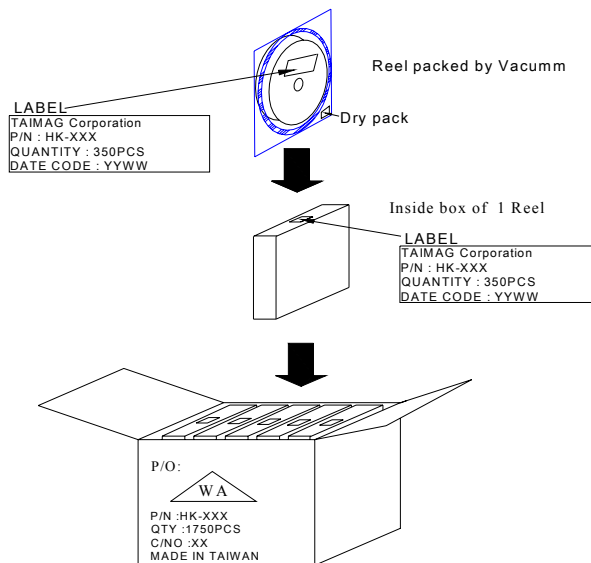 Reel packed by Vacumm
LABEL
TAIMAG Corporation
P/N : HK-XXX
QUANTITY : 350PCS
DATE CODE : YYWW
Dry pack
Inside box of 1 Reel
LABEL
TAIMAG Corporation
P/N : HK-XXX
QUANTITY : 350PCS
DATE CODE : YYWW
P/O:
WA
P/N :HK-XXX
QTY :1750PCS
C/NO :XX
MADE IN TAIWAN